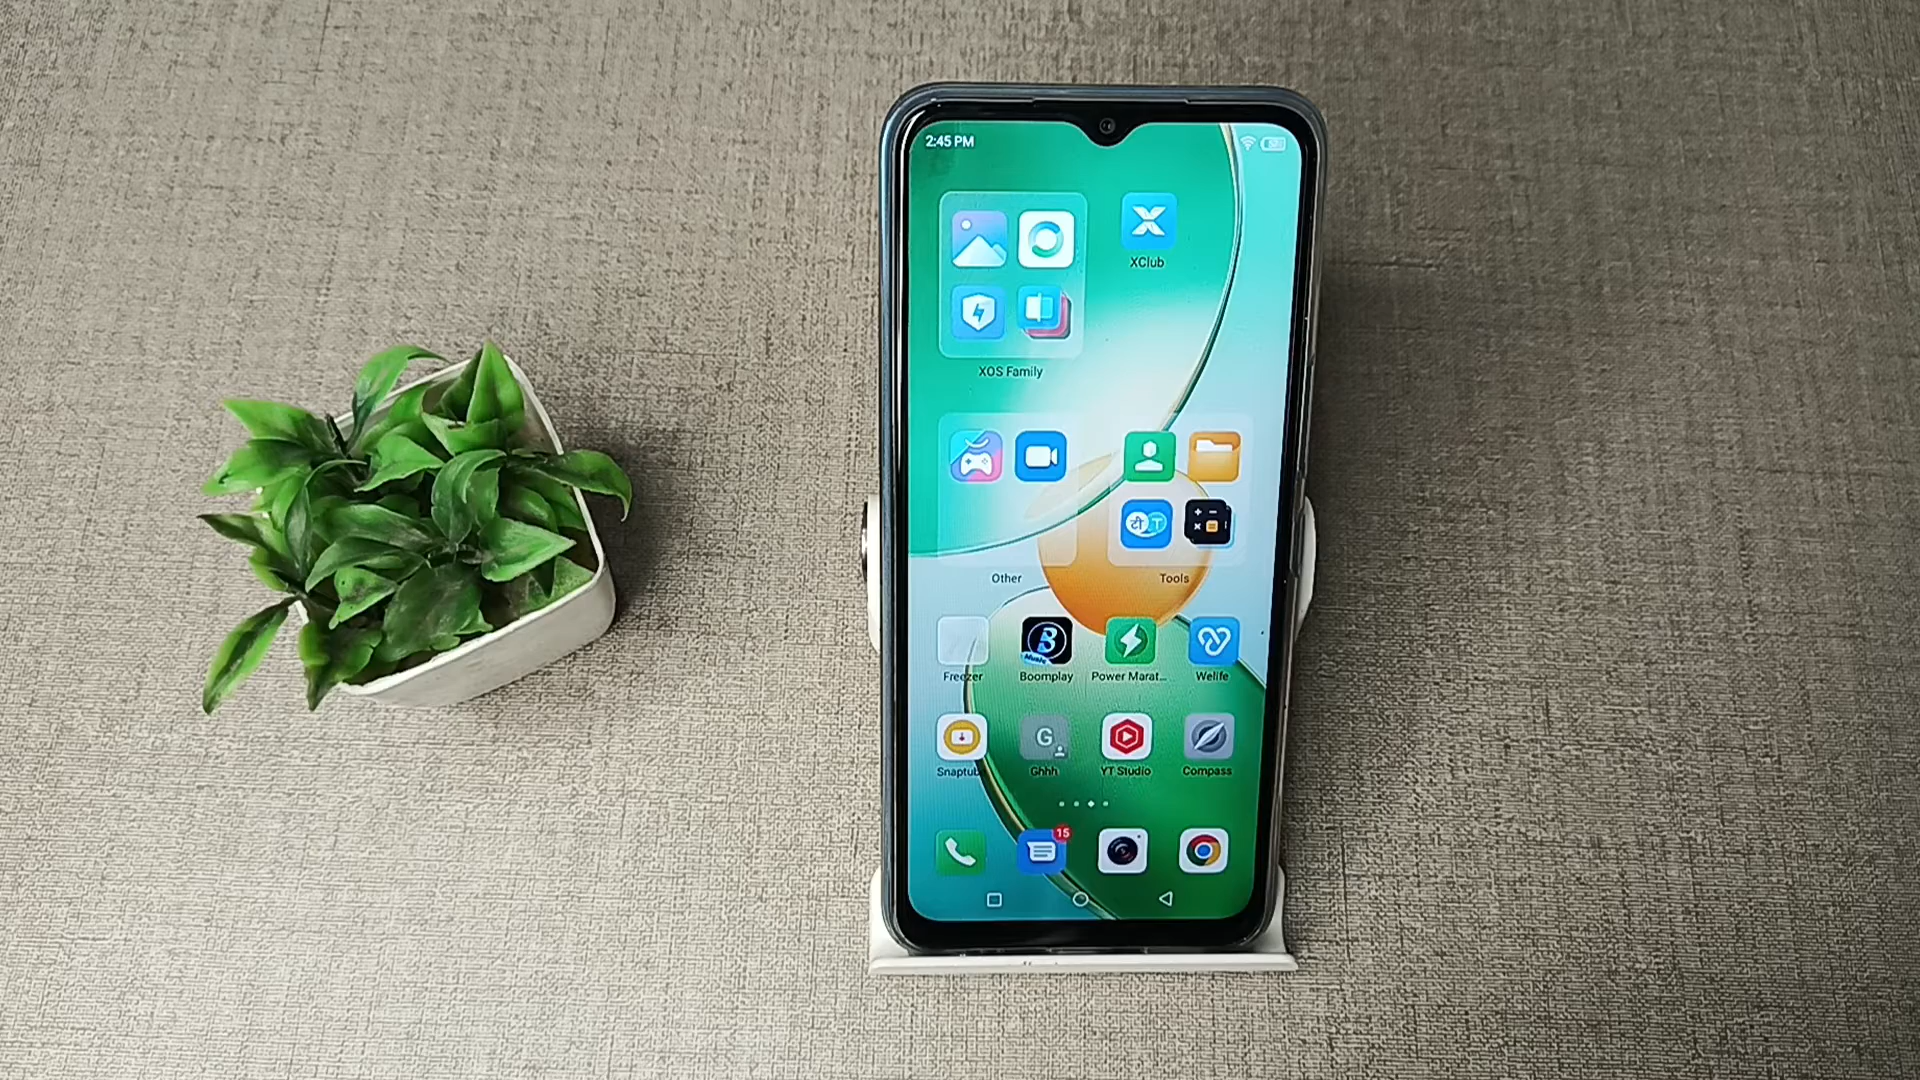 2:45 PM
XClub
XOS Family
टी T
Other
Tools
B
Music
Freezer
Boomplay
Power Marat...
Welife
G
Snaptub
Ghhh
YT Studio
Compass
15